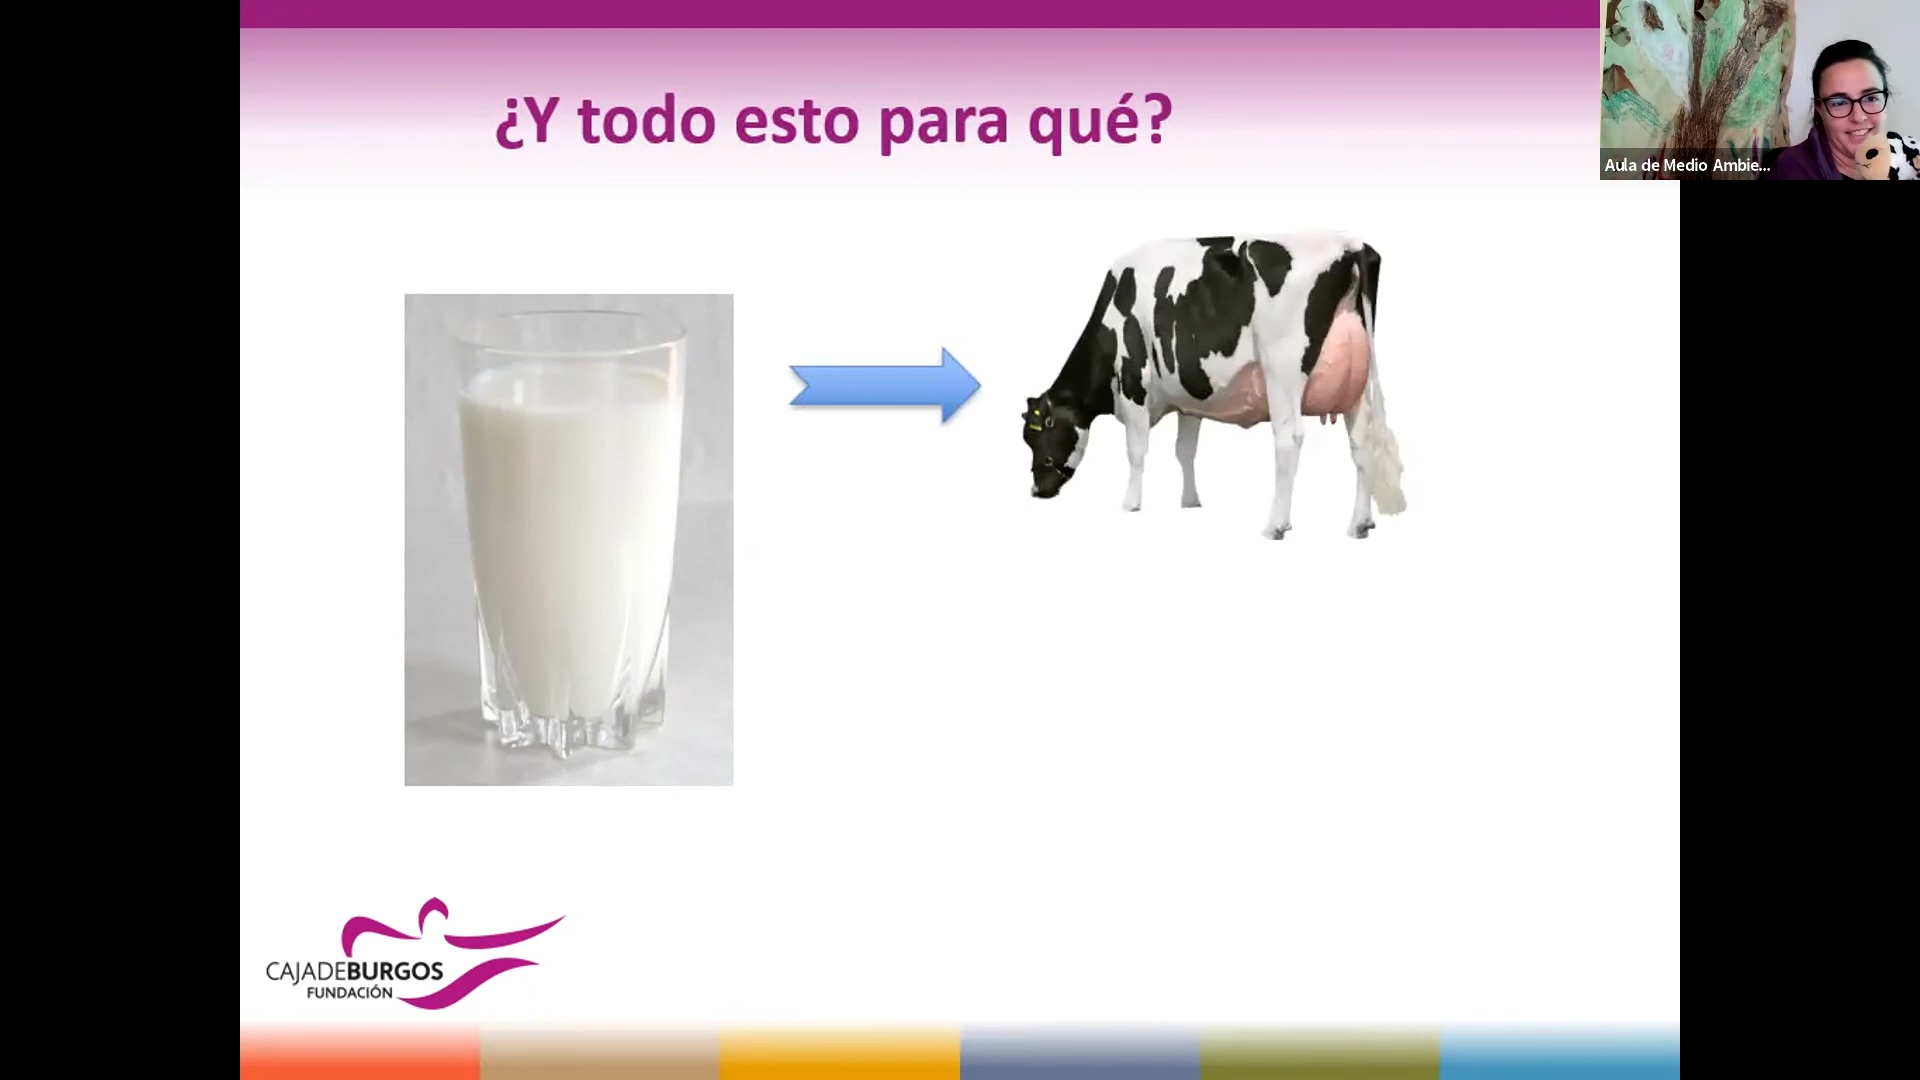 ¿Y todo esto para qué?
Aula de Medio Ambie...
CAJADEBURGOS
FUNDACIÓN